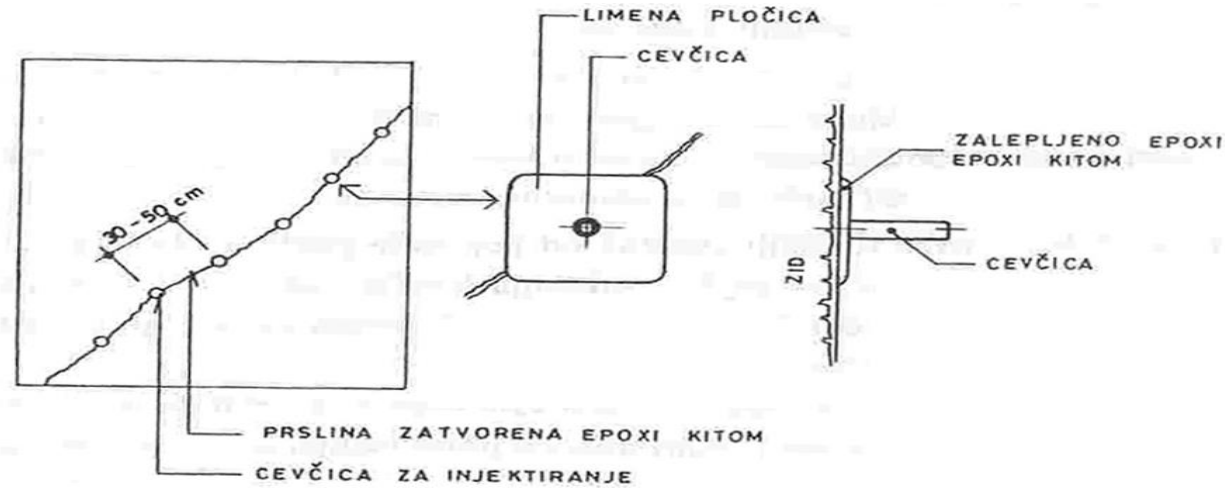 LIMENA PLOČICA
CEVČICA
ZALEPLJENO EPOXI
EPOXI KITOM
30-50 cm
CEVČICA
ZID
PRSLINA ZATVORENA EPOXI KITOM
CEVČICA ZA INJEKTIRANJE